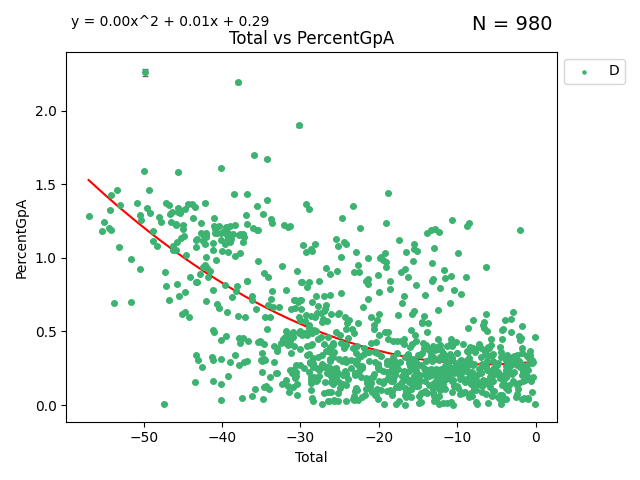 y = 0.00x^2 + 0.01x + 0.29
N = 980
Total vs PercentGpA
D
2.0
1.5
1.0
0.5
0.0
PercentGpA
−50
−40
−30
−20
−10
0
Total